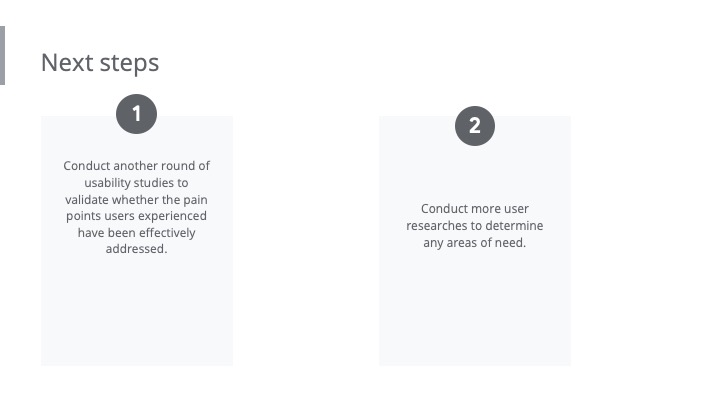 Next steps
1
Conduct another round of
usability studies to
validate whether the pain
points users experienced
have been effectively
addressed.
2
Conduct more user
researches to determine
any areas of need.